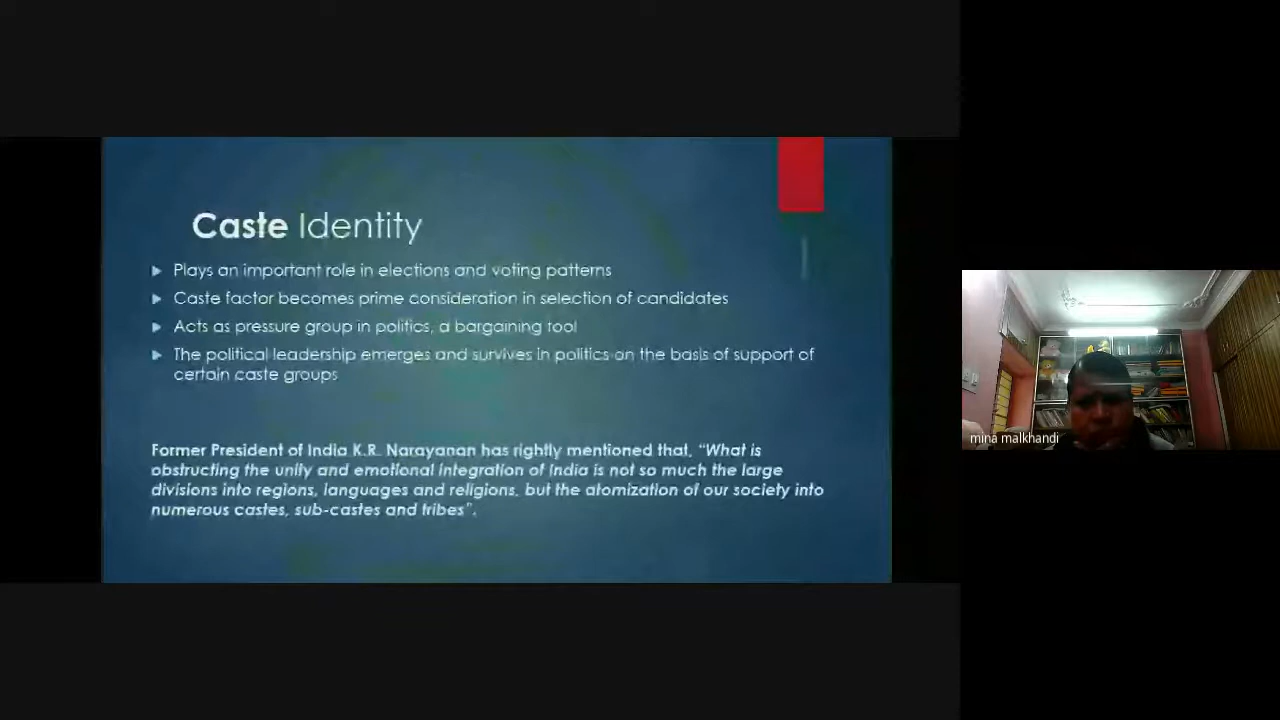 Caste Identity
Plays an important role in elections and voting patterns
Caste factor becomes prime consideration in selection of candidates
Acts as pressure group in politics, a bargaining tool
The political leadership emerges and survives in politics on the basis of support of
certain caste groups
Former President of India K.R. Narayanan has rightly mentioned that, “What is
obstructing the unity and emotional integration of India is not so much the large
divisions into regions, languages and religions, but the atomization of our society into
numerous castes, sub-castes and tribes”.
mina malkhandi